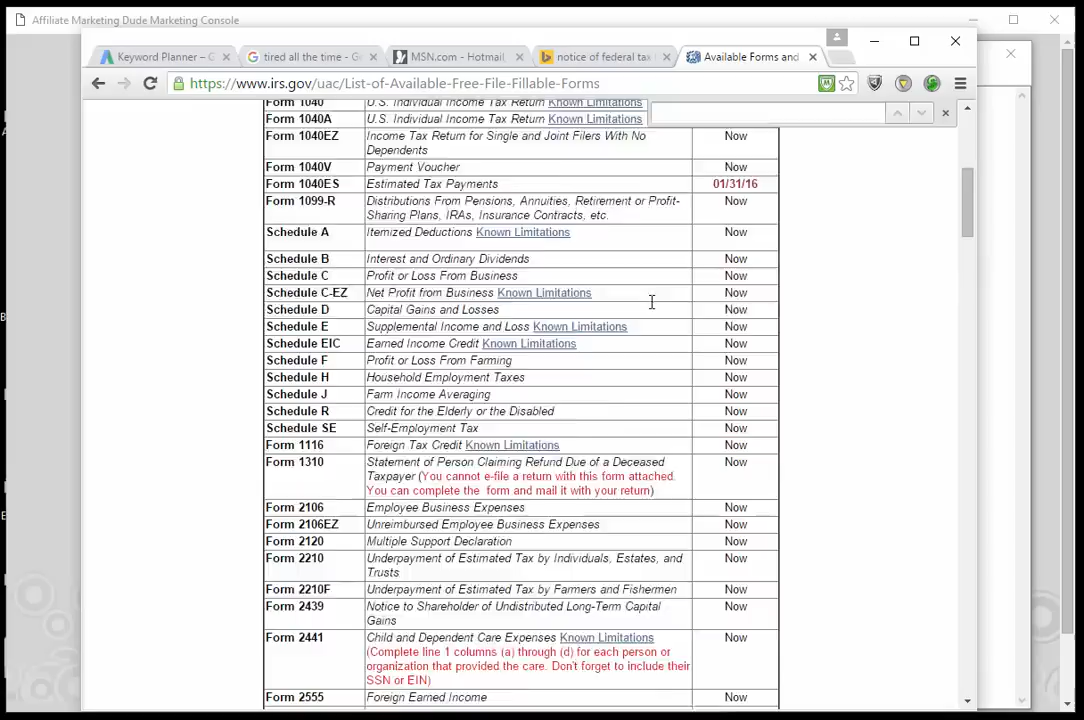 Affiliate Marketing Dude Marketing Console
Keyword Planner – G
tired all the time - Go
MSN.com - Hotmail,
notice of federal tax l
Available Forms and
https://www.irs.gov/uac/List-of-Available-Free-File-Fillable-Forms
Form 1040 U.S. Individual Income Tax Return Known Limitations
Form 1040A U.S. Individual Income Tax Return Known Limitations
Form 1040EZ Income Tax Return for Single and Joint Filers With No Now
Dependents
Form 1040V Payment Voucher Now
Form 1040ES Estimated Tax Payments 01/31/16
Form 1099-R Distributions From Pensions, Annuities, Retirement or Profit- Now
Sharing Plans, IRAs, Insurance Contracts, etc.
Schedule A Itemized Deductions Known Limitations Now
Schedule B Interest and Ordinary Dividends Now
Schedule C Profit or Loss From Business Now
Schedule C-EZ Net Profit from Business Known Limitations Now
Schedule D Capital Gains and Losses Now
Schedule E Supplemental Income and Loss Known Limitations Now
Schedule EIC Earned Income Credit Known Limitations Now
Schedule F Profit or Loss From Farming Now
Schedule H Household Employment Taxes Now
Schedule J Farm Income Averaging Now
Schedule R Credit for the Elderly or the Disabled Now
Schedule SE Self-Employment Tax Now
Form 1116 Foreign Tax Credit Known Limitations Now
Form 1310 Statement of Person Claiming Refund Due of a Deceased Now
Taxpayer (You cannot e-file a return with this form attached.
You can complete the form and mail it with your return)
Form 2106 Employee Business Expenses Now
Form 2106EZ Unreimbursed Employee Business Expenses Now
Form 2120 Multiple Support Declaration Now
Form 2210 Underpayment of Estimated Tax by Individuals, Estates, and Now
Trusts
Form 2210F Underpayment of Estimated Tax by Farmers and Fishermen Now
Form 2439 Notice to Shareholder of Undistributed Long-Term Capital Now
Gains
Form 2441 Child and Dependent Care Expenses Known Limitations Now
(Complete line 1 columns (a) through (d) for each person or
organization that provided the care. Don't forget to include their
SSN or EIN)
Form 2555 Foreign Earned Income Now